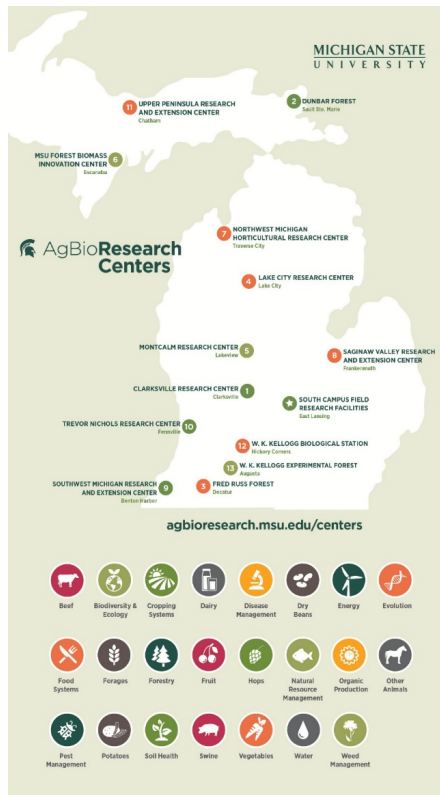 MICHIGAN STATE
UNIVERSITY
11
UPPER PENINSULA RESEARCH
AND EXTENSION CENTER
Chatham
2
DUNBAR FOREST
Sault Ste. Marie
MSU FOREST BIOMASS
INNOVATION CENTER
Escanaba
6
7
NORTHWEST MICHIGAN
HORTICULTURAL RESEARCH CENTER
Traverse City
AgBioResearch
Centers
4
LAKE CITY RESEARCH CENTER
Lake City
MONTCALM RESEARCH CENTER
Lakeview
5
8
SAGINAW VALLEY RESEARCH
AND EXTENSION CENTER
Frankenmuth
CLARKSVILLE RESEARCH CENTER
Clarksville
1
SOUTH CAMPUS FIELD
RESEARCH FACILITIES
East Lansing
TREVOR NICHOLS RESEARCH CENTER
Fennville
10
12
W. K. KELLOGG BIOLOGICAL STATION
Hickory Corners
13
W. K. KELLOGG EXPERIMENTAL FOREST
Augusta
SOUTHWEST MICHIGAN RESEARCH
AND EXTENSION CENTER
Benton Harbor
9
3
FRED RUSS FOREST
Decatur
agbioresearch.msu.edu/centers
Beef
Biodiversity &
Ecology
Cropping
Systems
Dairy
Disease
Management
Dry
Beans
Energy
Evolution
Food
Systems
Forages
Forestry
Fruit
Hops
Natural
Resource
Management
Organic
Production
Other
Animals
Pest
Management
Potatoes
Soil Health
Swine
Vegetables
Water
Weed
Management